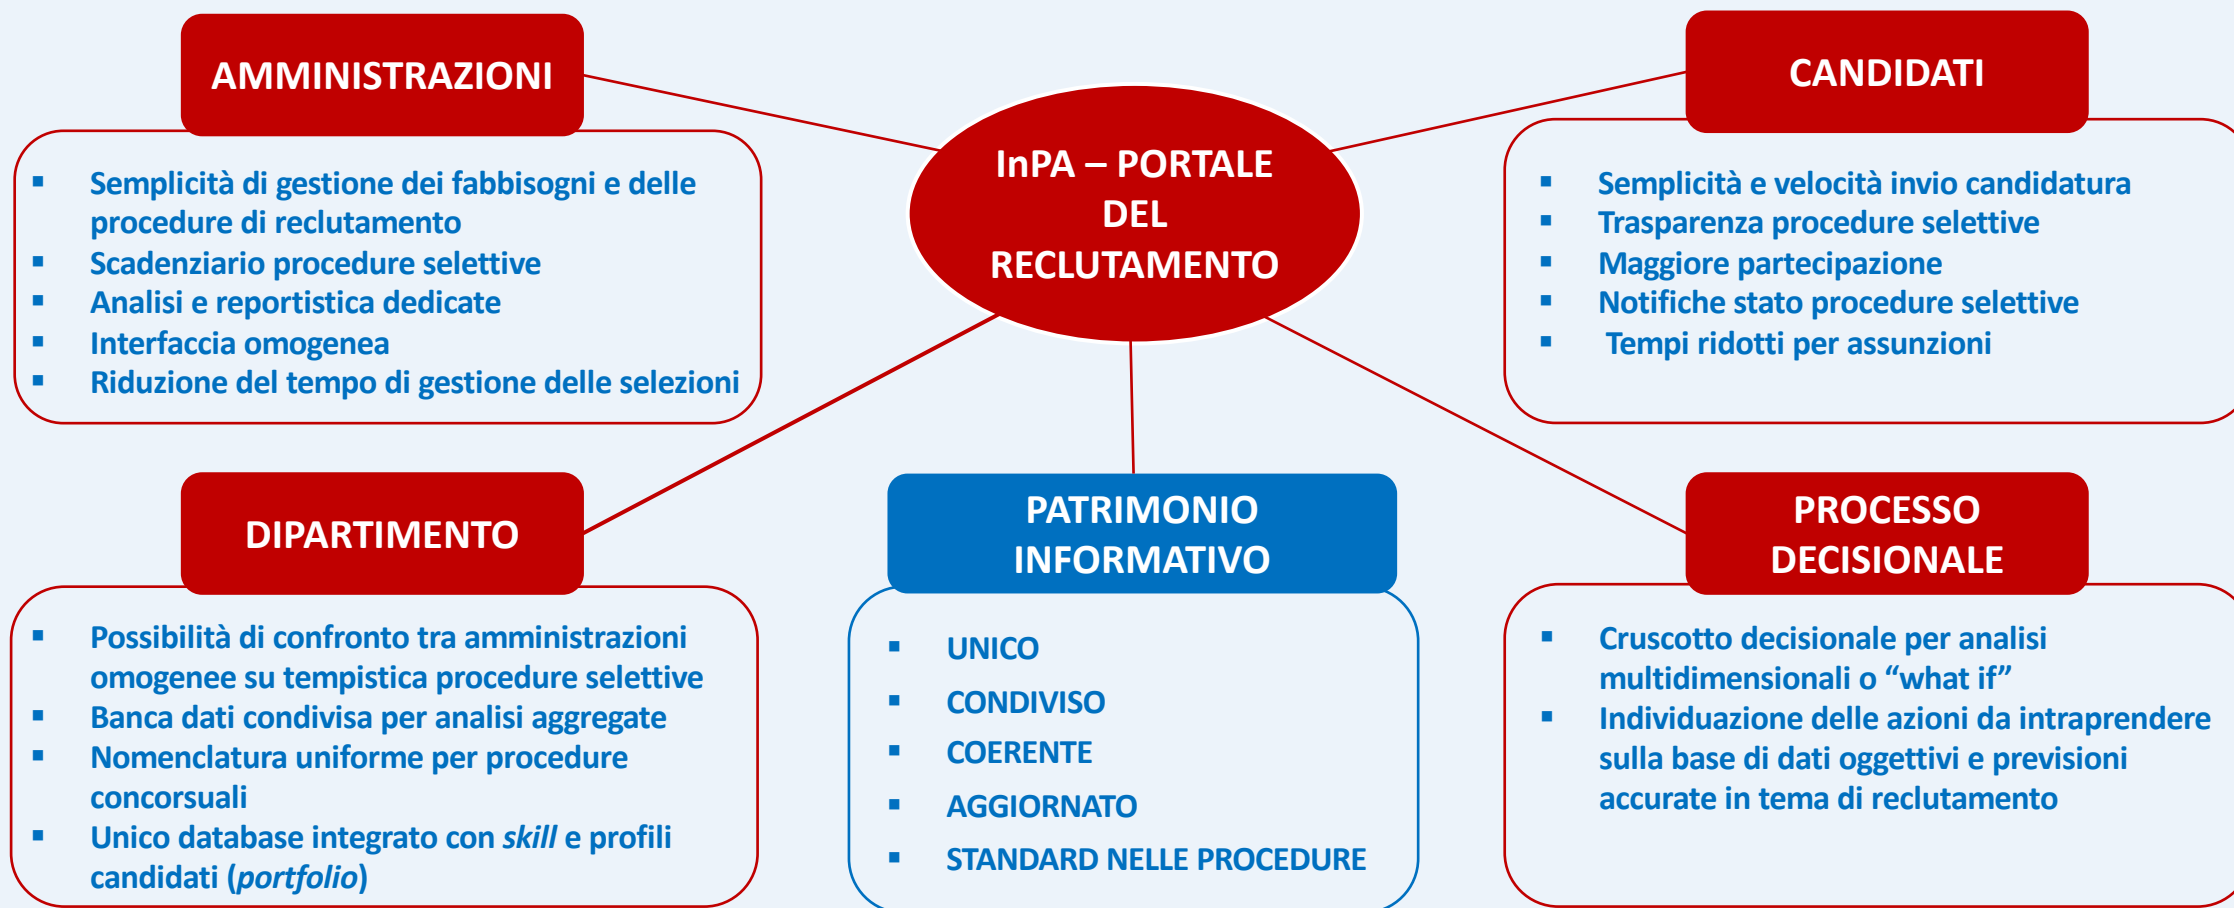 AMMINISTRAZIONI
▪ Semplicità di gestione dei fabbisogni e delle
procedure di reclutamento
▪ Scadenziario procedure selettive
▪ Analisi e reportistica dedicate
▪ Interfaccia omogenea
▪ Riduzione del tempo di gestione delle selezioni
InPA – PORTALE
DEL
RECLUTAMENTO
CANDIDATI
▪ Semplicità e velocità invio candidatura
▪ Trasparenza procedure selettive
▪ Maggiore partecipazione
▪ Notifiche stato procedure selettive
▪ Tempi ridotti per assunzioni
DIPARTIMENTO
▪ Possibilità di confronto tra amministrazioni
omogenee su tempistica procedure selettive
▪ Banca dati condivisa per analisi aggregate
▪ Nomenclatura uniforme per procedure
concorsuali
▪ Unico database integrato con skill e profili
candidati (portfolio)
PATRIMONIO
INFORMATIVO
▪ UNICO
▪ CONDIVISO
▪ COERENTE
▪ AGGIORNATO
▪ STANDARD NELLE PROCEDURE
PROCESSO
DECISIONALE
▪ Cruscotto decisionale per analisi
multidimensionali o “what if”
▪ Individuazione delle azioni da intraprendere
sulla base di dati oggettivi e previsioni
accurate in tema di reclutamento